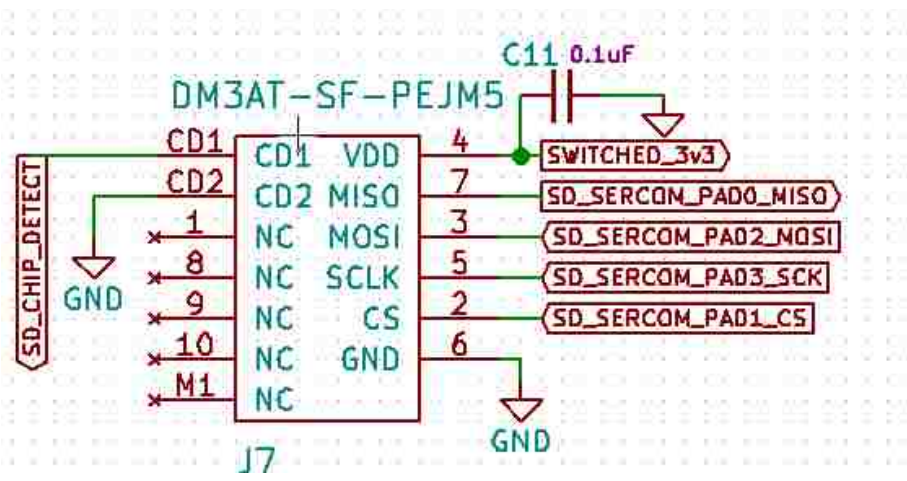 C11 0.1uF
DM3AT-SF-PEJM5
CD1 CD1 VDD 4 SWITCHED_3v3
CD2 CD2 MISO 7 SD_SERCOM_PAD0_MISO
1 NC MOSI 3 SD_SERCOM_PAD2_MOSI
8 NC SCLK 5 SD_SERCOM_PAD3_SCK
9 NC CS 2 SD_SERCOM_PAD1_CS
10 NC GND 6
M1 NC
SD_CHIP_DETECT
GND
GND
J7